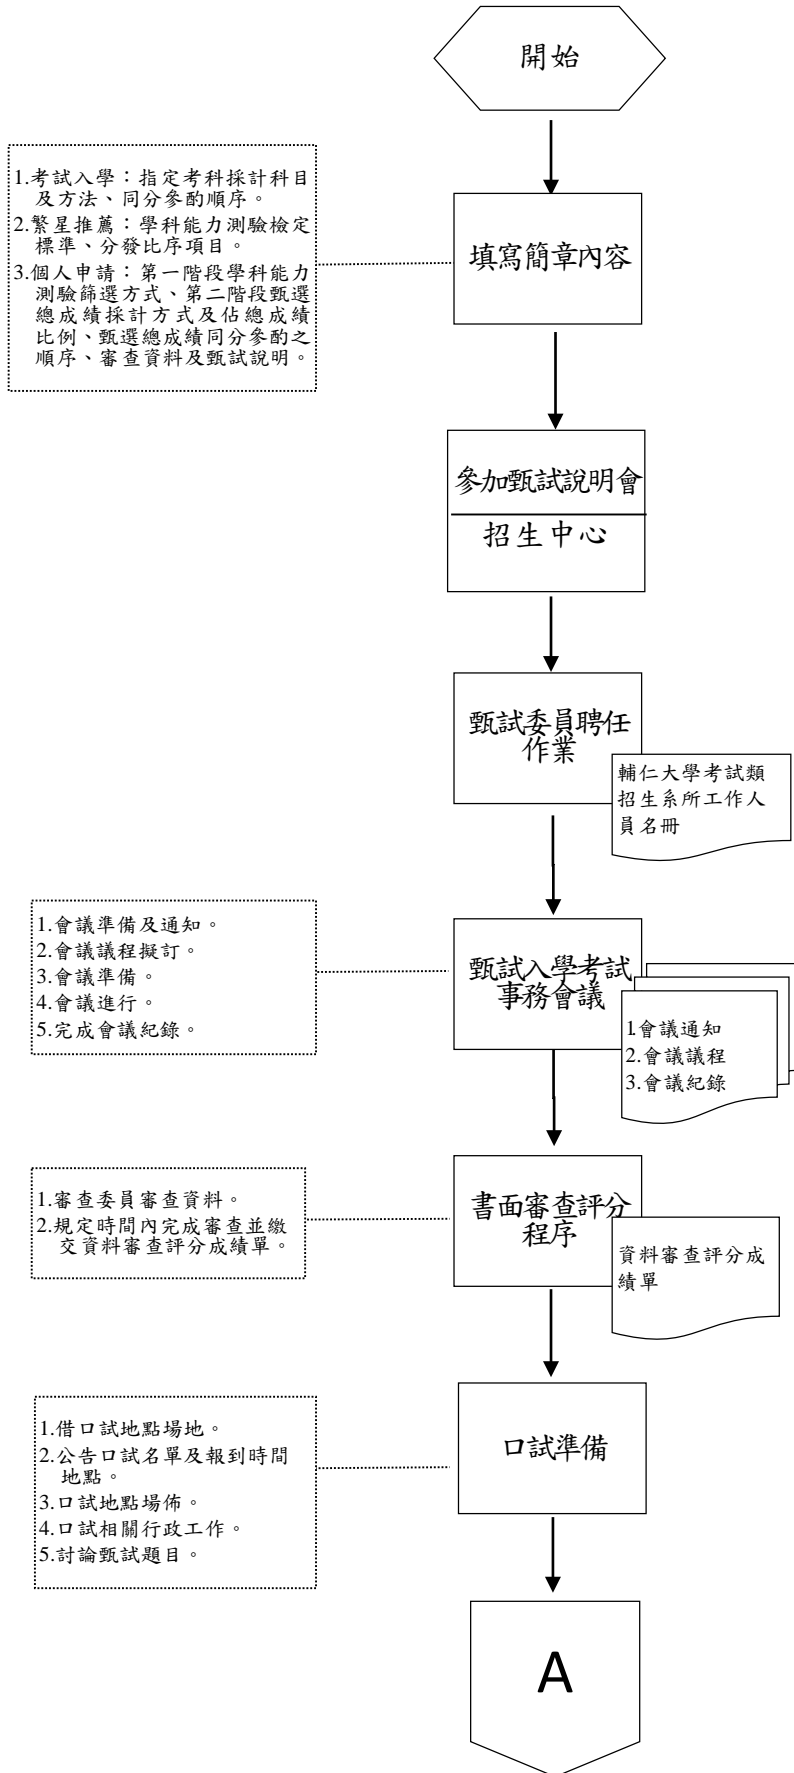 開始
1.考試入學：指定考科採計科目
及方法、同分參酌順序。
2.繁星推薦：學科能力測驗檢定
標準、分發比序項目。
3.個人申請：第一階段學科能力
測驗篩選方式、第二階段甄選
總成績採計方式及佔總成績
比例、甄選總成績同分參酌之
順序、審查資料及甄試說明。
填寫簡章內容
參加甄試說明會
招生中心
甄試委員聘任
作業
輔仁大學考試類
招生系所工作人
員名冊
1.會議準備及通知。
2.會議議程擬訂。
3.會議準備。
4.會議進行。
5.完成會議紀錄。
甄試入學考試
事務會議
1.會議通知
2.會議議程
3.會議紀錄
1.審查委員審查資料。
2.規定時間內完成審查並繳
交資料審查評分成績單。
書面審查評分
程序
資料審查評分成
績單
1.借口試地點場地。
2.公告口試名單及報到時間
地點。
3.口試地點場佈。
4.口試相關行政工作。
5.討論甄試題目。
口試準備
A